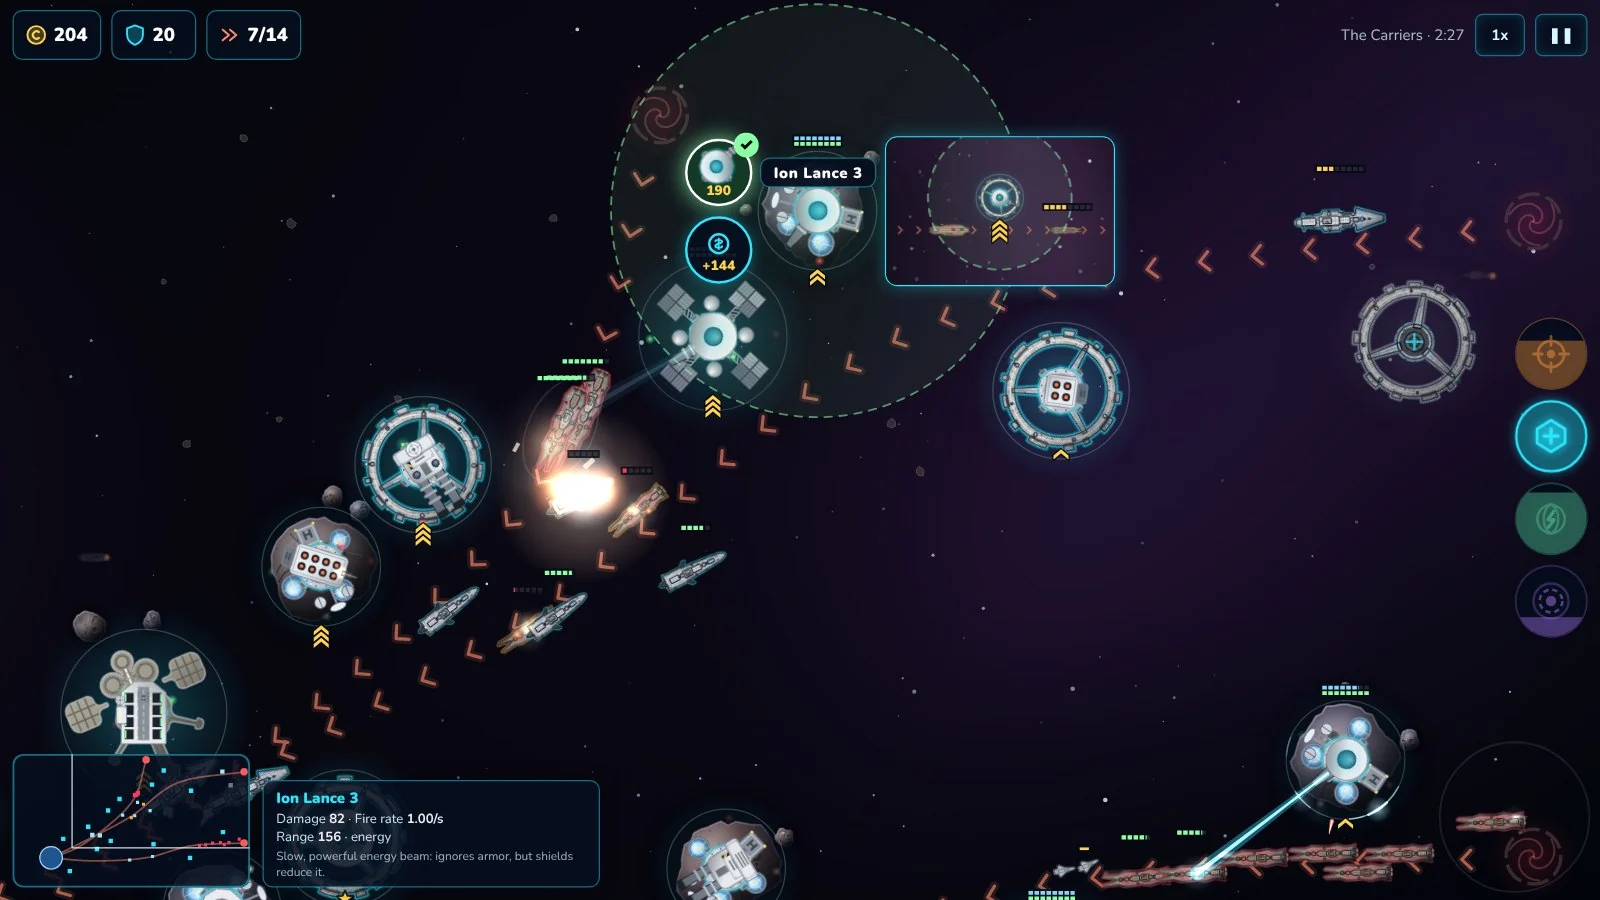 204
20
7/14
The Carriers · 2:27
1x
190
Ion Lance 3
+144
Ion Lance 3
Damage 82 · Fire rate 1.00/s
Range 156 · energy
Slow, powerful energy beam: ignores armor, but shields
reduce it.